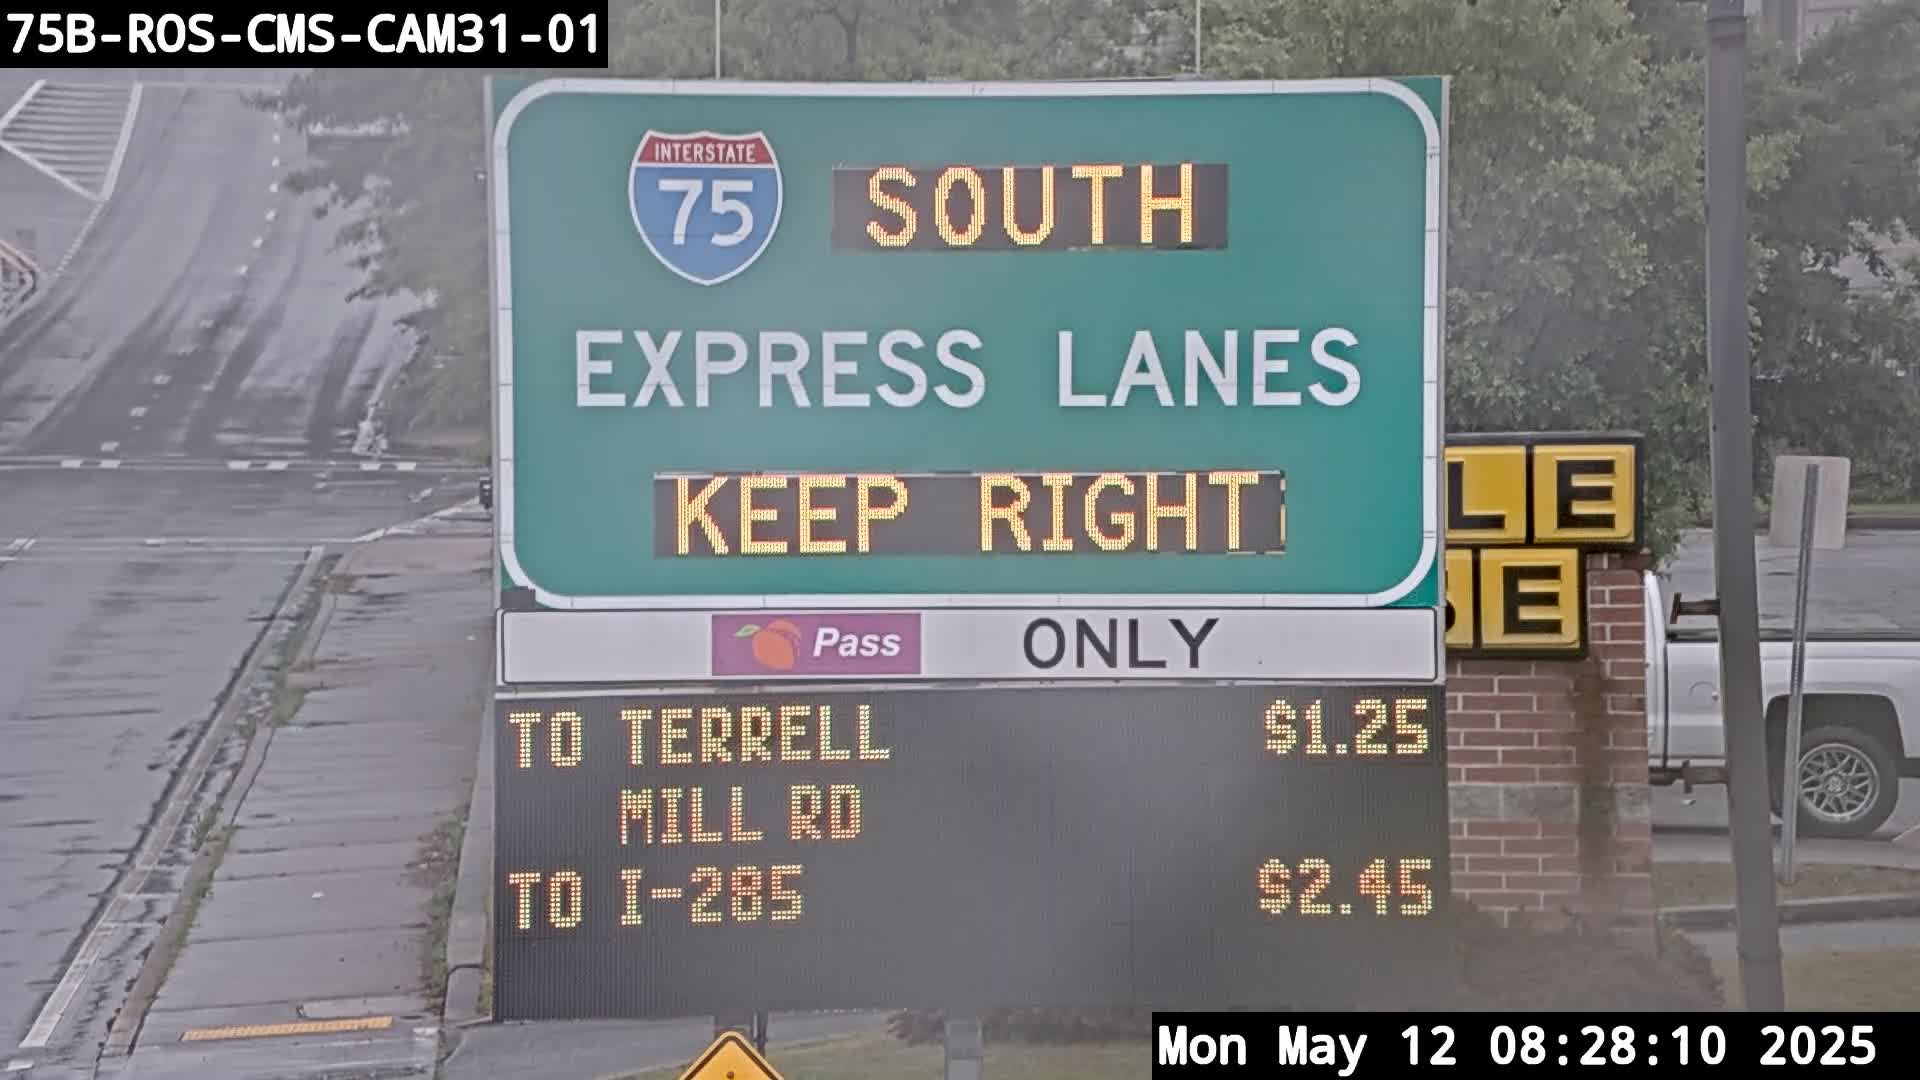 75B-ROS-CMS-CAM31-01
INTERSTATE
75
SOUTH
EXPRESS LANES
KEEP RIGHT
Pass ONLY
TO TERRELL $1.25
MILL RD
TO I-285 $2.45
LE
E
Mon May 12 08:28:10 2025